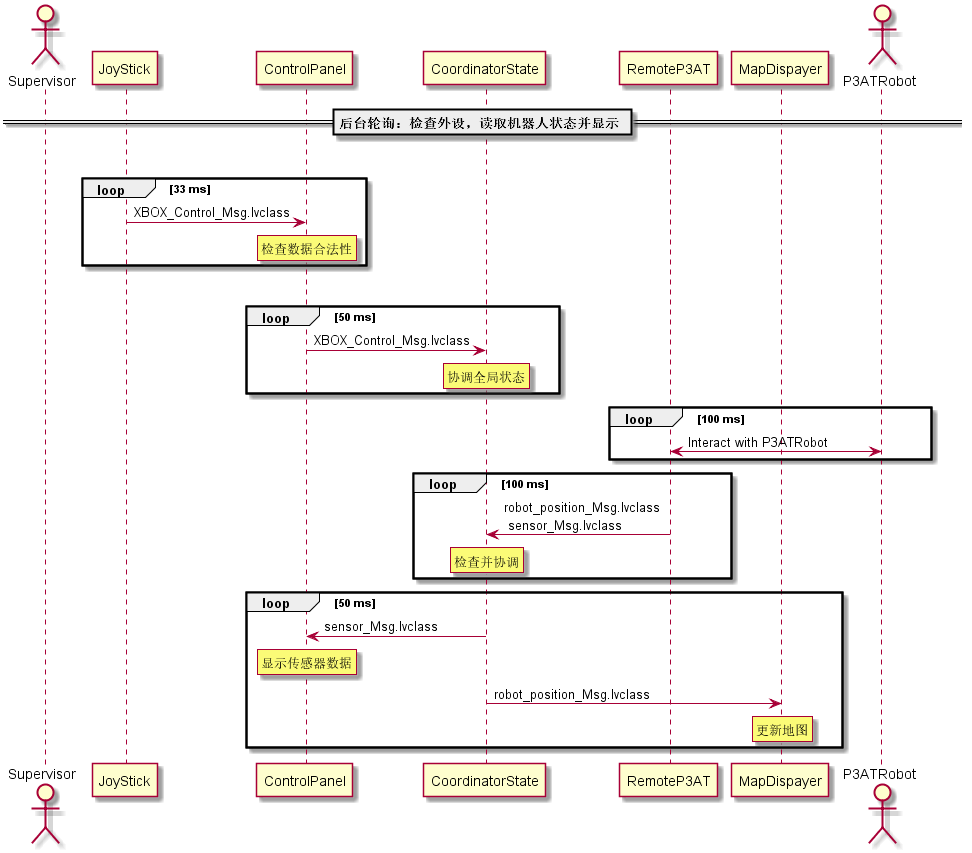 Supervisor
JoyStick
ControlPanel
CoordinatorState
RemoteP3AT
MapDispayer
P3ATRobot
后台轮询：检查外设，读取机器人状态并显示
loop [33 ms]
XBOX_Control_Msg.lvclass
检查数据合法性
loop [50 ms]
XBOX_Control_Msg.lvclass
协调全局状态
loop [100 ms]
Interact with P3ATRobot
loop [100 ms]
robot_position_Msg.lvclass
sensor_Msg.lvclass
检查并协调
loop [50 ms]
sensor_Msg.lvclass
显示传感器数据
robot_position_Msg.lvclass
更新地图
Supervisor
JoyStick
ControlPanel
CoordinatorState
RemoteP3AT
MapDispayer
P3ATRobot